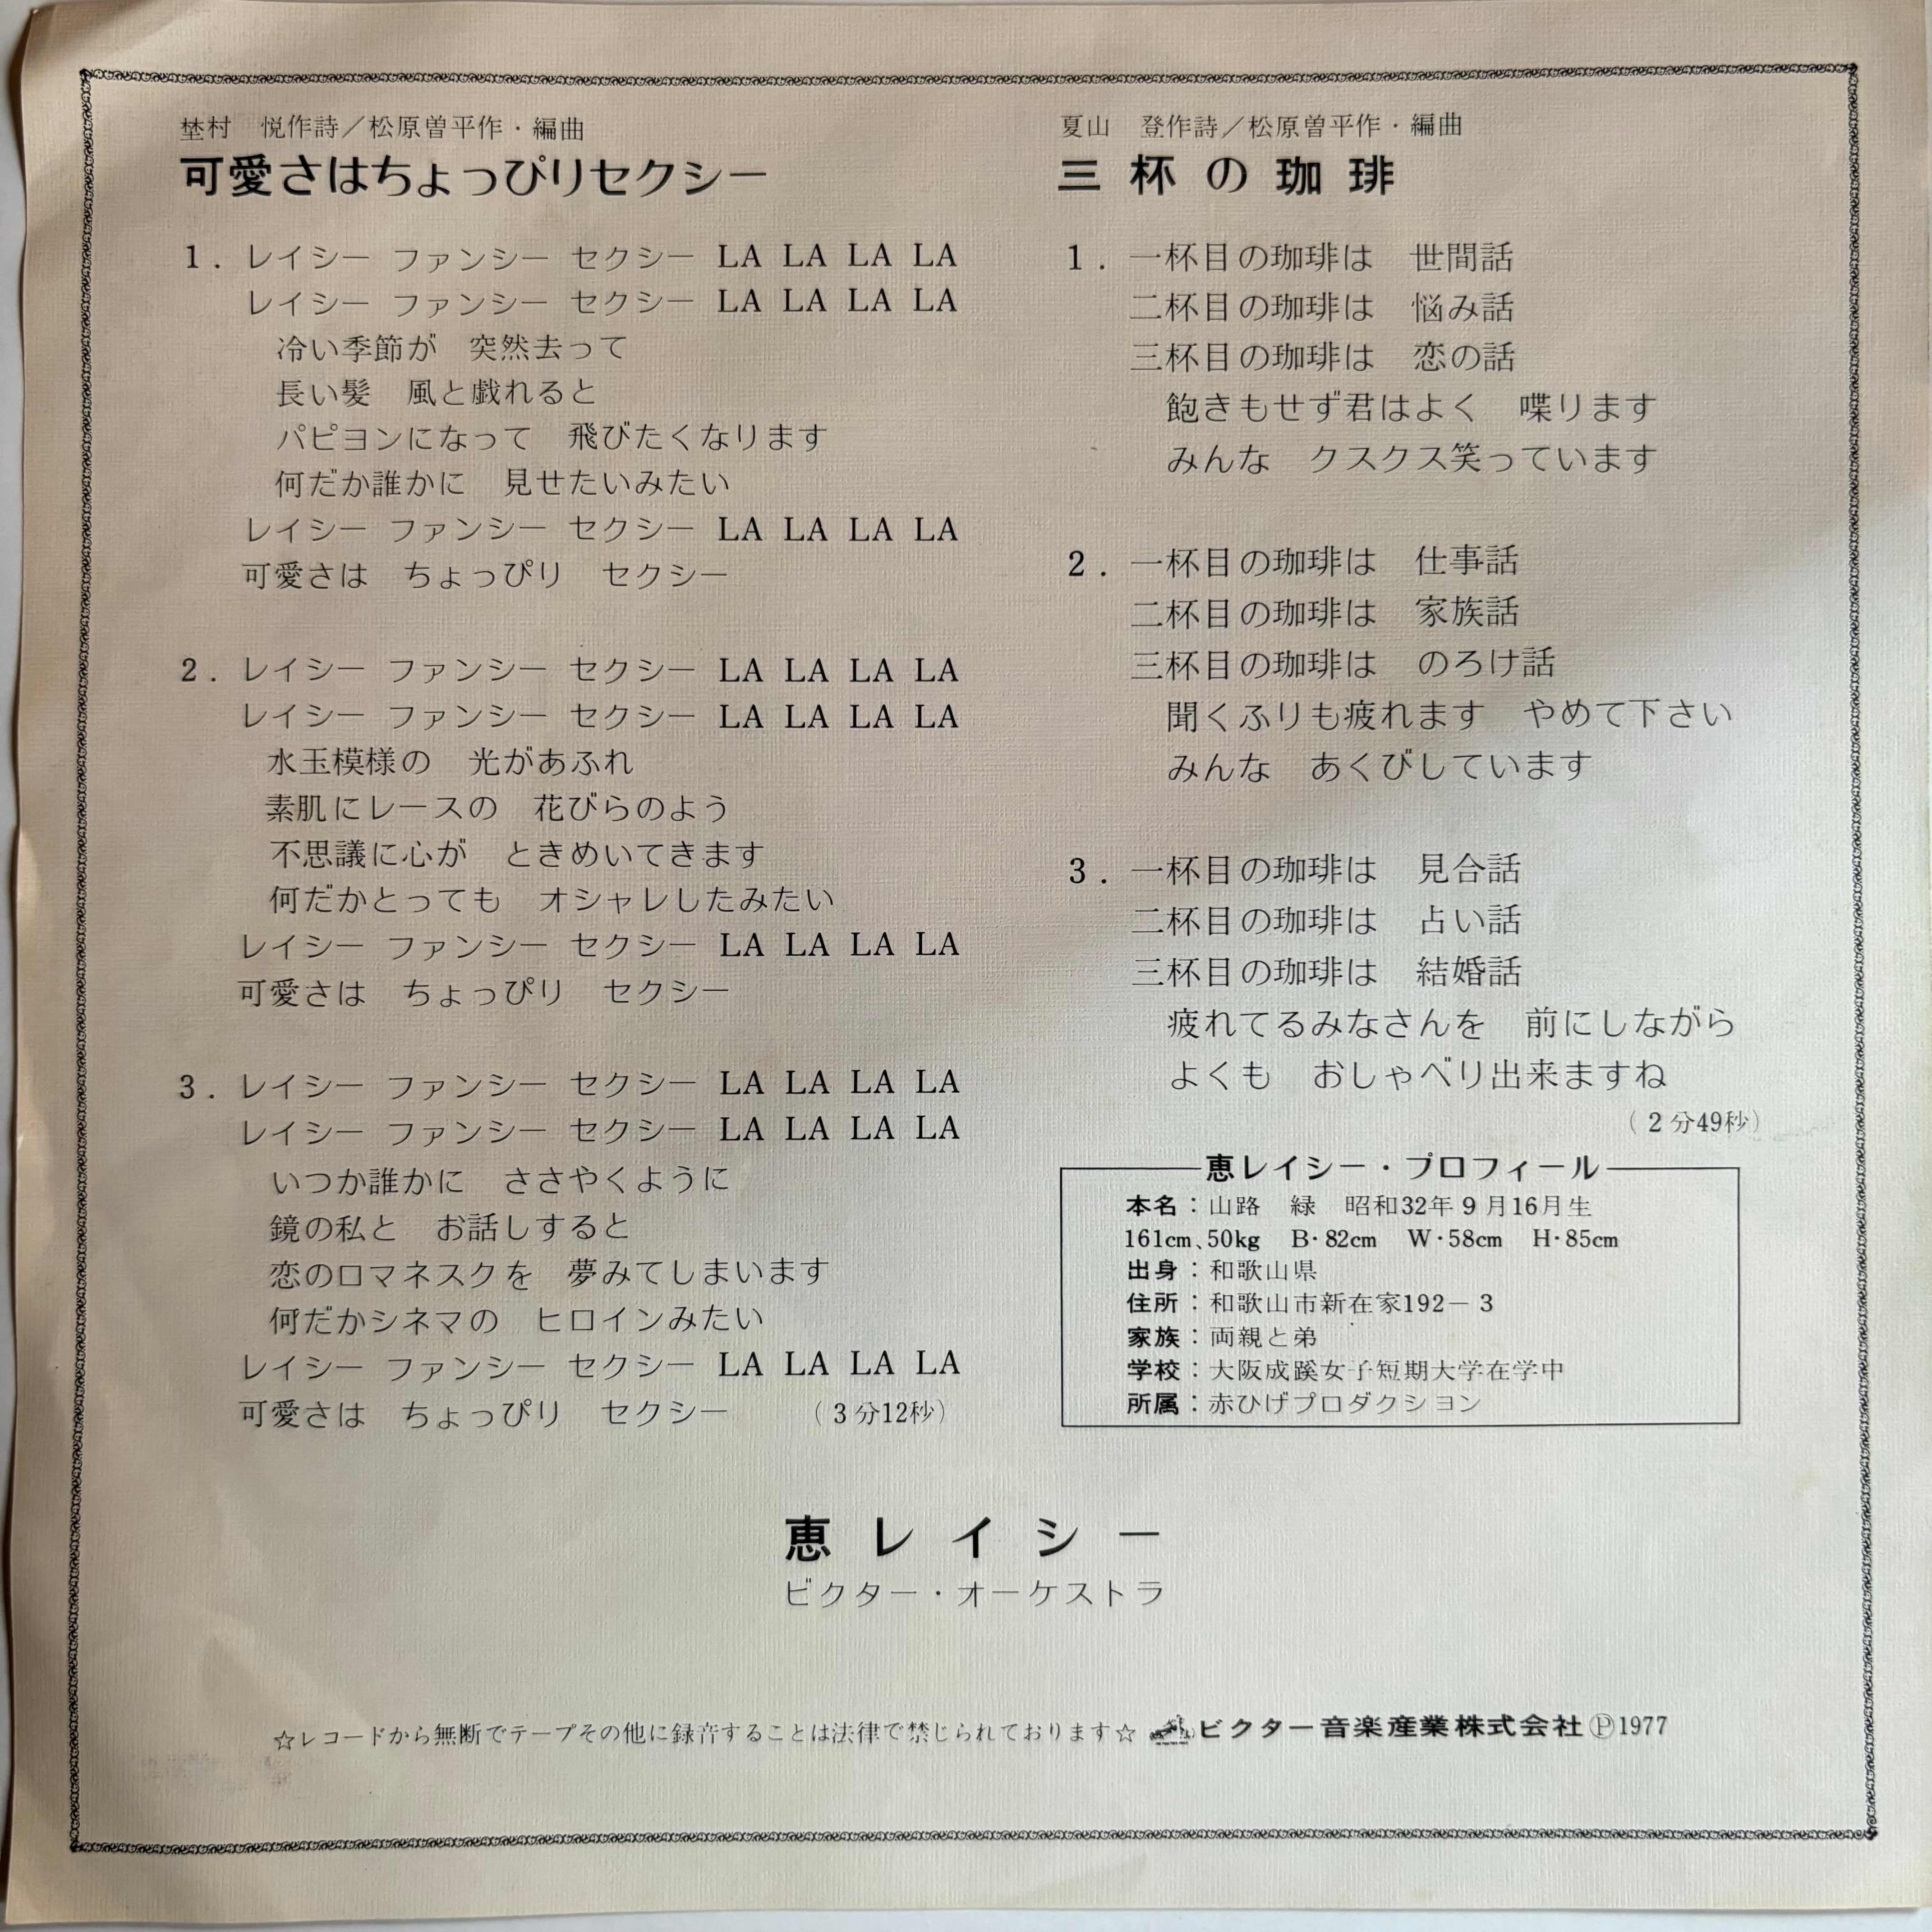 埜村　悦作詩／松原曽平作・編曲
可愛さはちょっぴりセクシー
1. レイシー ファンシー セクシー LA LA LA LA
レイシー ファンシー セクシー LA LA LA LA
冷い季節が　突然去って
長い髪　風と戯れると
パピヨンになって　飛びたくなります
何だか誰かに　見せたいみたい
レイシー ファンシー セクシー LA LA LA LA
可愛さは　ちょっぴり　セクシー
2. レイシー ファンシー セクシー LA LA LA LA
レイシー ファンシー セクシー LA LA LA LA
水玉模様の　光があふれ
素肌にレースの　花びらのよう
不思議に心が　ときめいてきます
何だかとっても　オシャレしたみたい
レイシー ファンシー セクシー LA LA LA LA
可愛さは　ちょっぴり　セクシー
3. レイシー ファンシー セクシー LA LA LA LA
レイシー ファンシー セクシー LA LA LA LA
いつか誰かに　ささやくように
鏡の私と　お話しすると
恋のロマネスクを　夢みてしまいます
何だかシネマの　ヒロインみたい
レイシー ファンシー セクシー LA LA LA LA
可愛さは　ちょっぴり　セクシー　（3分12秒）
夏山　登作詩／松原曽平作・編曲
三杯の珈琲
1. 一杯目の珈琲は　世間話
二杯目の珈琲は　悩み話
三杯目の珈琲は　恋の話
飽きもせず君はよく　喋ります
みんな　クスクス笑っています
2. 一杯目の珈琲は　仕事話
二杯目の珈琲は　家族話
三杯目の珈琲は　のろけ話
聞くふりも疲れます　やめて下さい
みんな　あくびしています
3. 一杯目の珈琲は　見合話
二杯目の珈琲は　占い話
三杯目の珈琲は　結婚話
疲れてるみなさんを　前にしながら
よくも　おしゃべり出来ますね
（2分49秒）
恵レイシー・プロフィール
本名：山路　緑　昭和32年9月16月生
161cm、50kg　B・82cm　W・58cm　H・85cm
出身：和歌山県
住所：和歌山市新在家192－3
家族：両親と弟
学校：大阪成蹊女子短期大学在学中
所属：赤ひげプロダクション
恵レイシー
ビクター・オーケストラ
☆レコードから無断でテープその他に録音することは法律で禁じられております☆ ビクター音楽産業株式会社Ⓟ1977